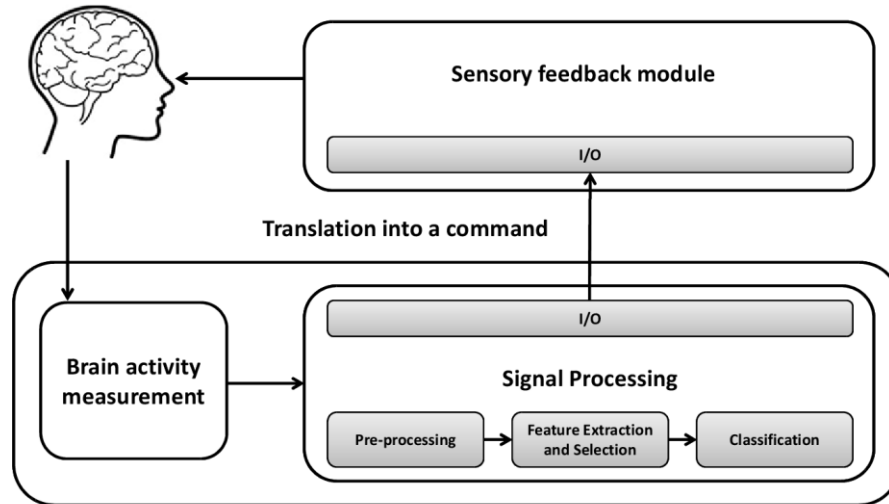 Sensory feedback module
I/O
Translation into a command
I/O
Brain activity
measurement
Signal Processing
Pre-processing
Feature Extraction
and Selection
Classification